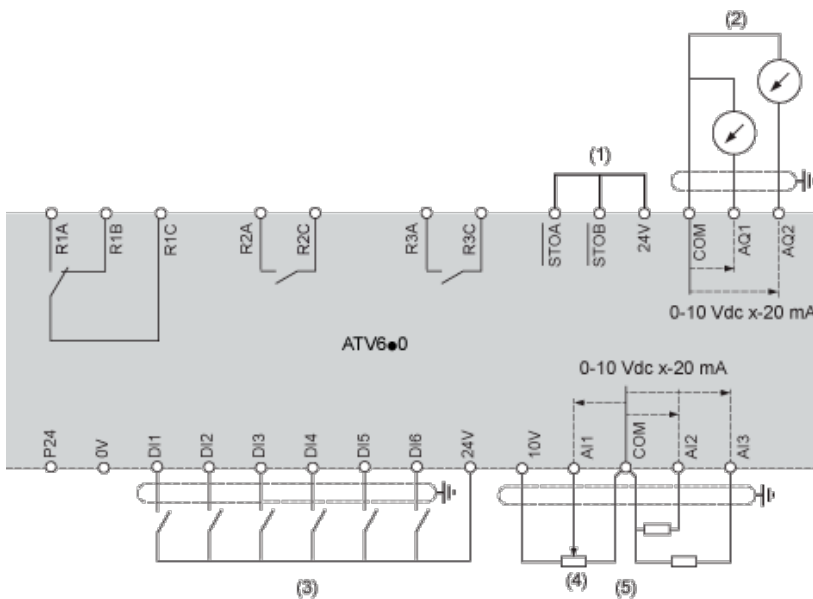 (2)
(1)
R1A
R1B
R1C
R2A
R2C
R3A
R3C
STOA
STOB
24V
COM
AQ1
AQ2
0-10 Vdc x-20 mA
ATV6●0
0-10 Vdc x-20 mA
P24
0V
DI1
DI2
DI3
DI4
DI5
DI6
24V
10V
AI1
COM
AI2
AI3
(3)
(4)
(5)